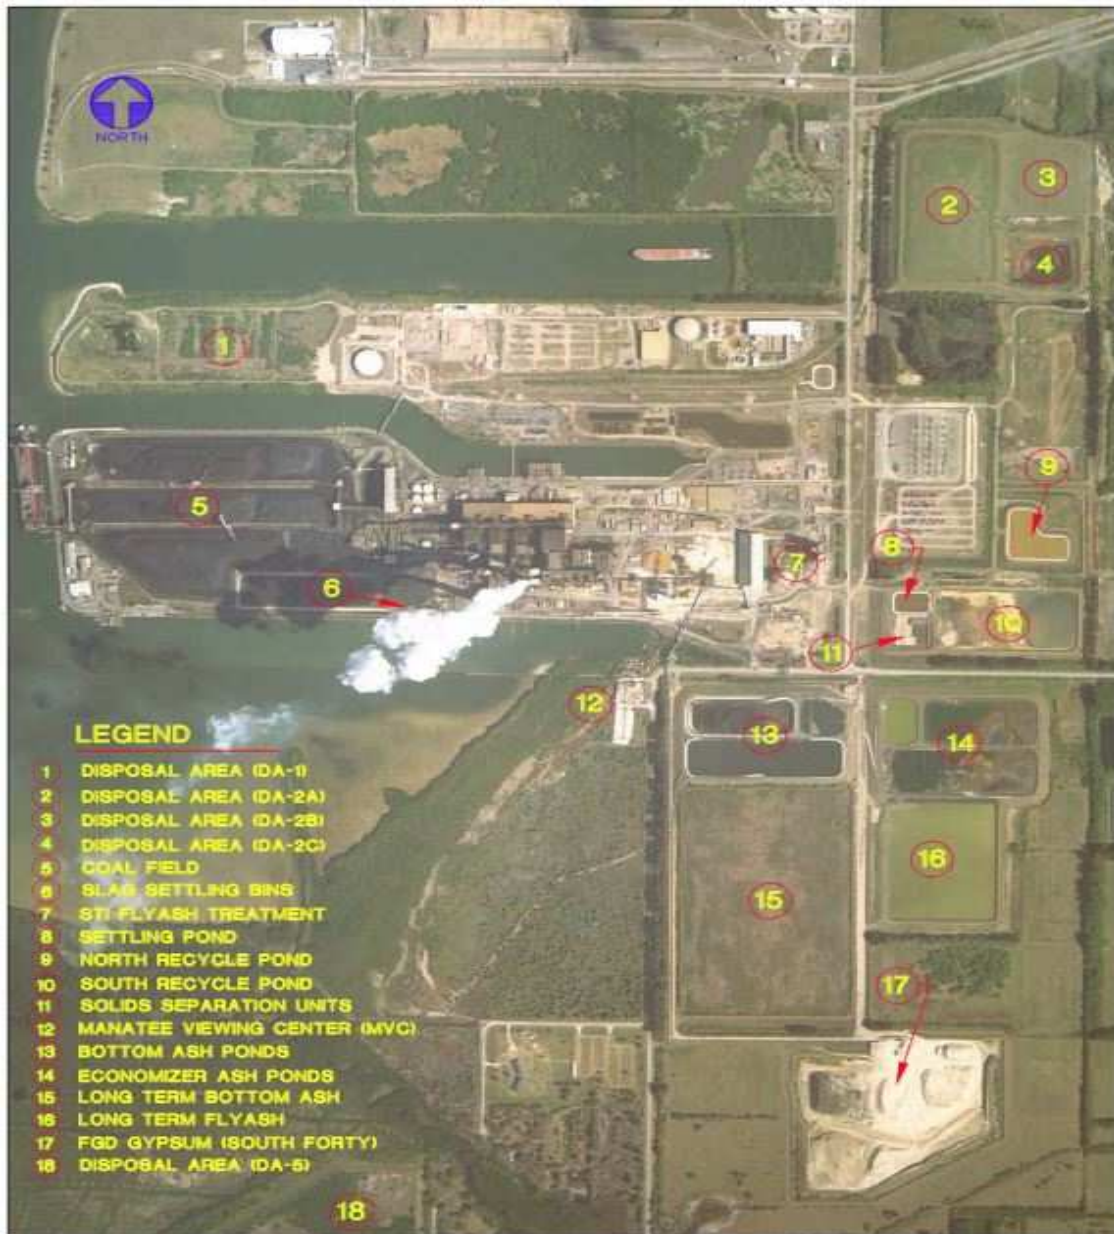 NORTH
3
2
4
1
9
5
8
7
6
10
11
12
13
14
16
15
17
18
LEGEND
1 DISPOSAL AREA (DA-1)
2 DISPOSAL AREA (DA-2A)
3 DISPOSAL AREA (DA-2B)
4 DISPOSAL AREA (DA-2C)
5 COAL FIELD
6 SLAG SETTLING BINS
7 STI FLYASH TREATMENT
8 SETTLING POND
9 NORTH RECYCLE POND
10 SOUTH RECYCLE POND
11 SOLIDS SEPARATION UNITS
12 MANATEE VIEWING CENTER (MVC)
13 BOTTOM ASH PONDS
14 ECONOMIZER ASH PONDS
15 LONG TERM BOTTOM ASH
16 LONG TERM FLYASH
17 FGD GYPSUM (SOUTH FORTY)
18 DISPOSAL AREA (DA-5)